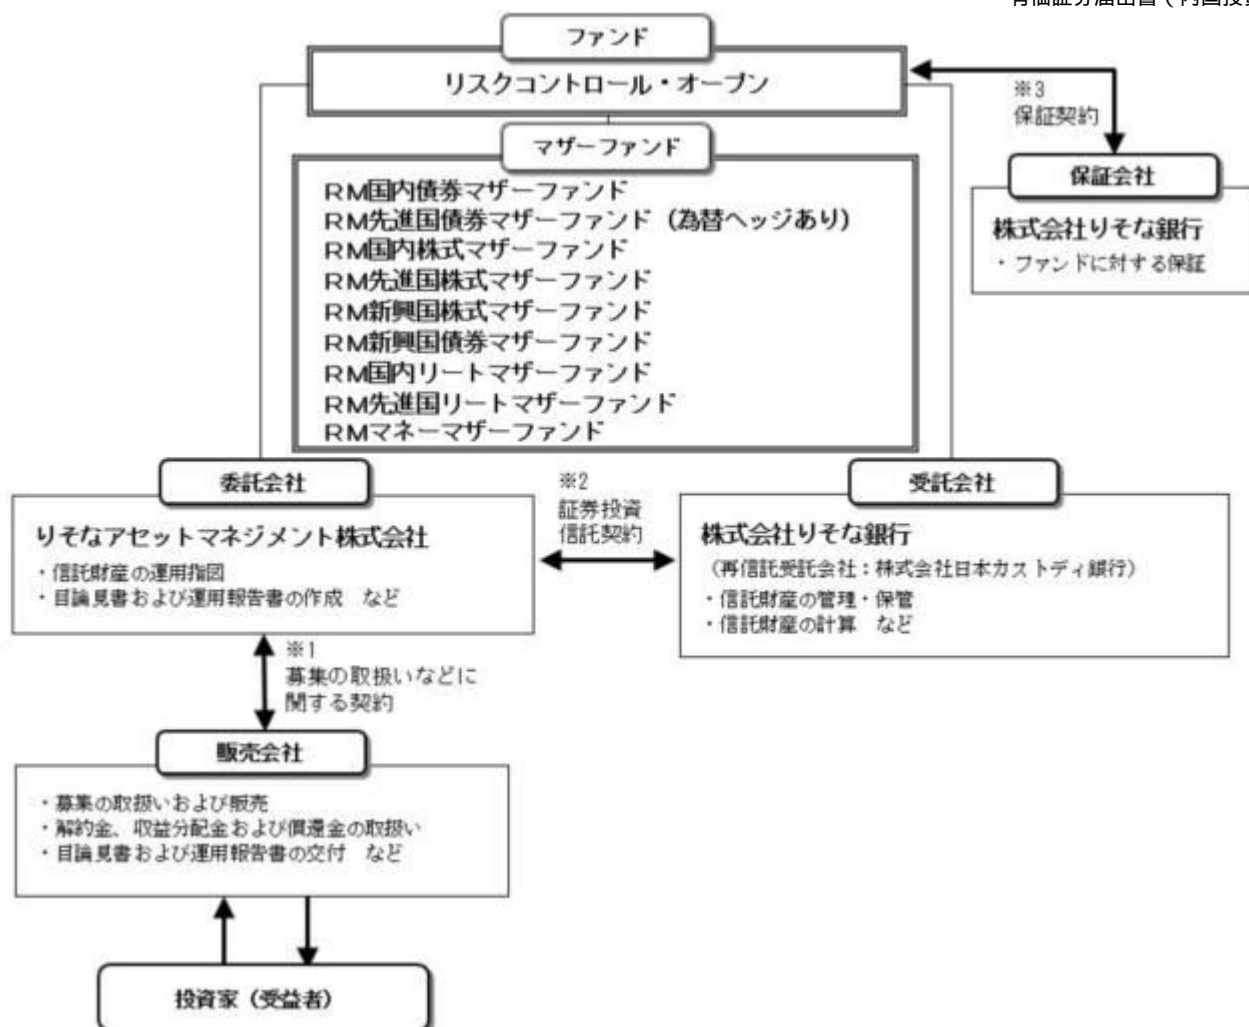 有価証券届出書（内国投資
ファンド
リスクコントロール・オープン
※3
保証契約
マザーファンド
ＲＭ国内債券マザーファンド
ＲＭ先進国債券マザーファンド（為替ヘッジあり）
ＲＭ国内株式マザーファンド
ＲＭ先進国株式マザーファンド
ＲＭ新興国株式マザーファンド
ＲＭ新興国債券マザーファンド
ＲＭ国内リートマザーファンド
ＲＭ先進国リートマザーファンド
ＲＭマネーマザーファンド
保証会社
株式会社りそな銀行
・ファンドに対する保証
委託会社
りそなアセットマネジメント株式会社
・信託財産の運用指図
・目論見書および運用報告書の作成　など
※2
証券投資
信託契約
受託会社
株式会社りそな銀行
（再信託受託会社：株式会社日本カストディ銀行）
・信託財産の管理・保管
・信託財産の計算　など
※1
募集の取扱いなどに
関する契約
販売会社
・募集の取扱いおよび販売
・解約金、収益分配金および償還金の取扱い
・目論見書および運用報告書の交付　など
投資家（受益者）